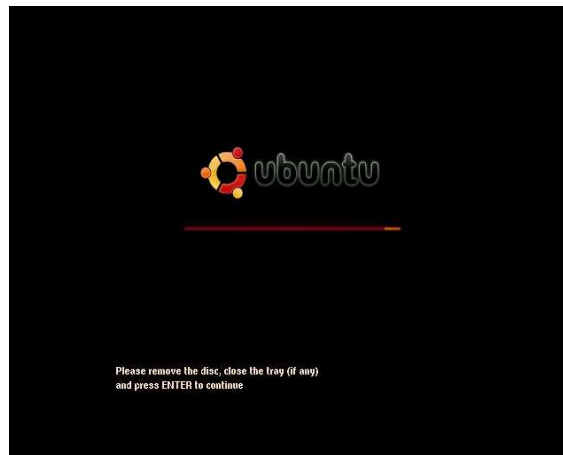 ubuntu
Please remove the disc, close the tray (if any)
and press ENTER to continue